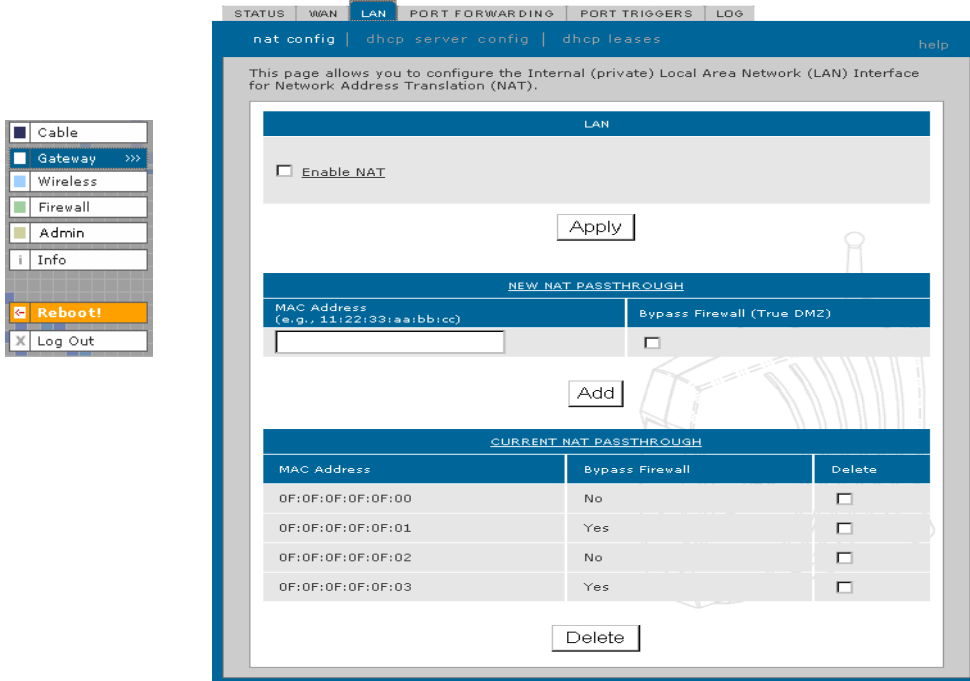 STATUS WAN LAN PORT FORWARDING PORT TRIGGERS LOG
nat config | dhcp server config | dhcp leases
help
This page allows you to configure the Internal (private) Local Area Network (LAN) Interface
for Network Address Translation (NAT).
Cable
Gateway >>>
Wireless
Firewall
Admin
i Info
Reboot!
X Log Out
LAN
Enable NAT
Apply
NEW NAT PASSTHROUGH
MAC Address
(e.g., 11:22:33:aa:bb:cc)
Bypass Firewall (True DMZ)
Add
CURRENT NAT PASSTHROUGH
MAC Address Bypass Firewall Delete
0F:0F:0F:0F:0F:00 No
0F:0F:0F:0F:0F:01 Yes
0F:0F:0F:0F:0F:02 No
0F:0F:0F:0F:0F:03 Yes
Delete